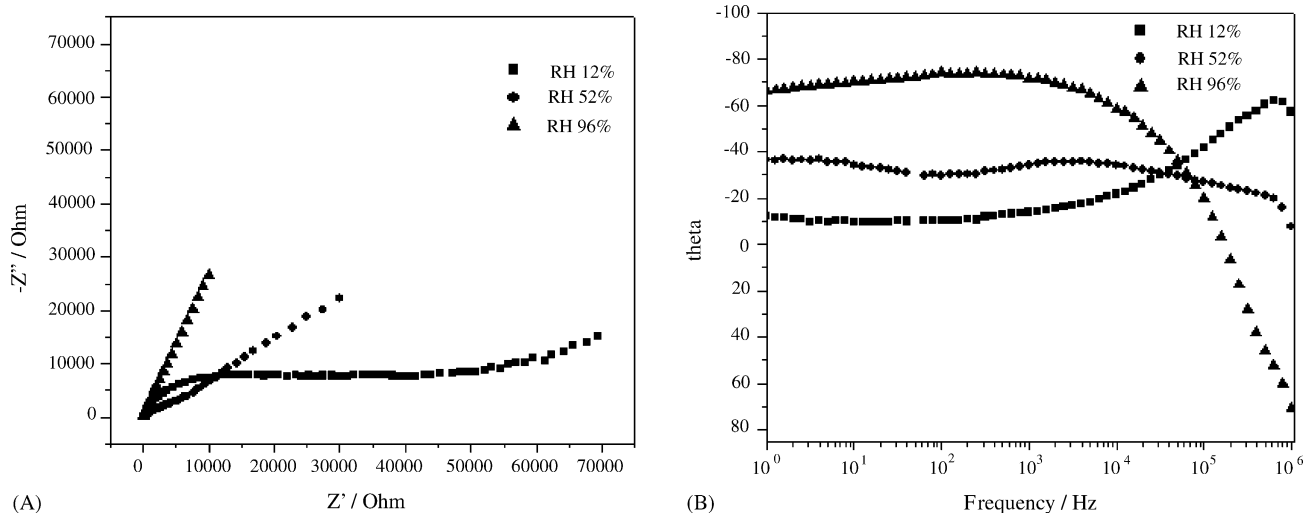 70000
60000
50000
40000
30000
20000
10000
0
-Z” / Ohm
RH 12%
RH 52%
RH 96%
0 10000 20000 30000 40000 50000 60000 70000
Z’ / Ohm
(A)
-100
-80
-60
-40
-20
0
20
40
60
80
theta
RH 12%
RH 52%
RH 96%
10^0 10^1 10^2 10^3 10^4 10^5 10^6
Frequency / Hz
(B)